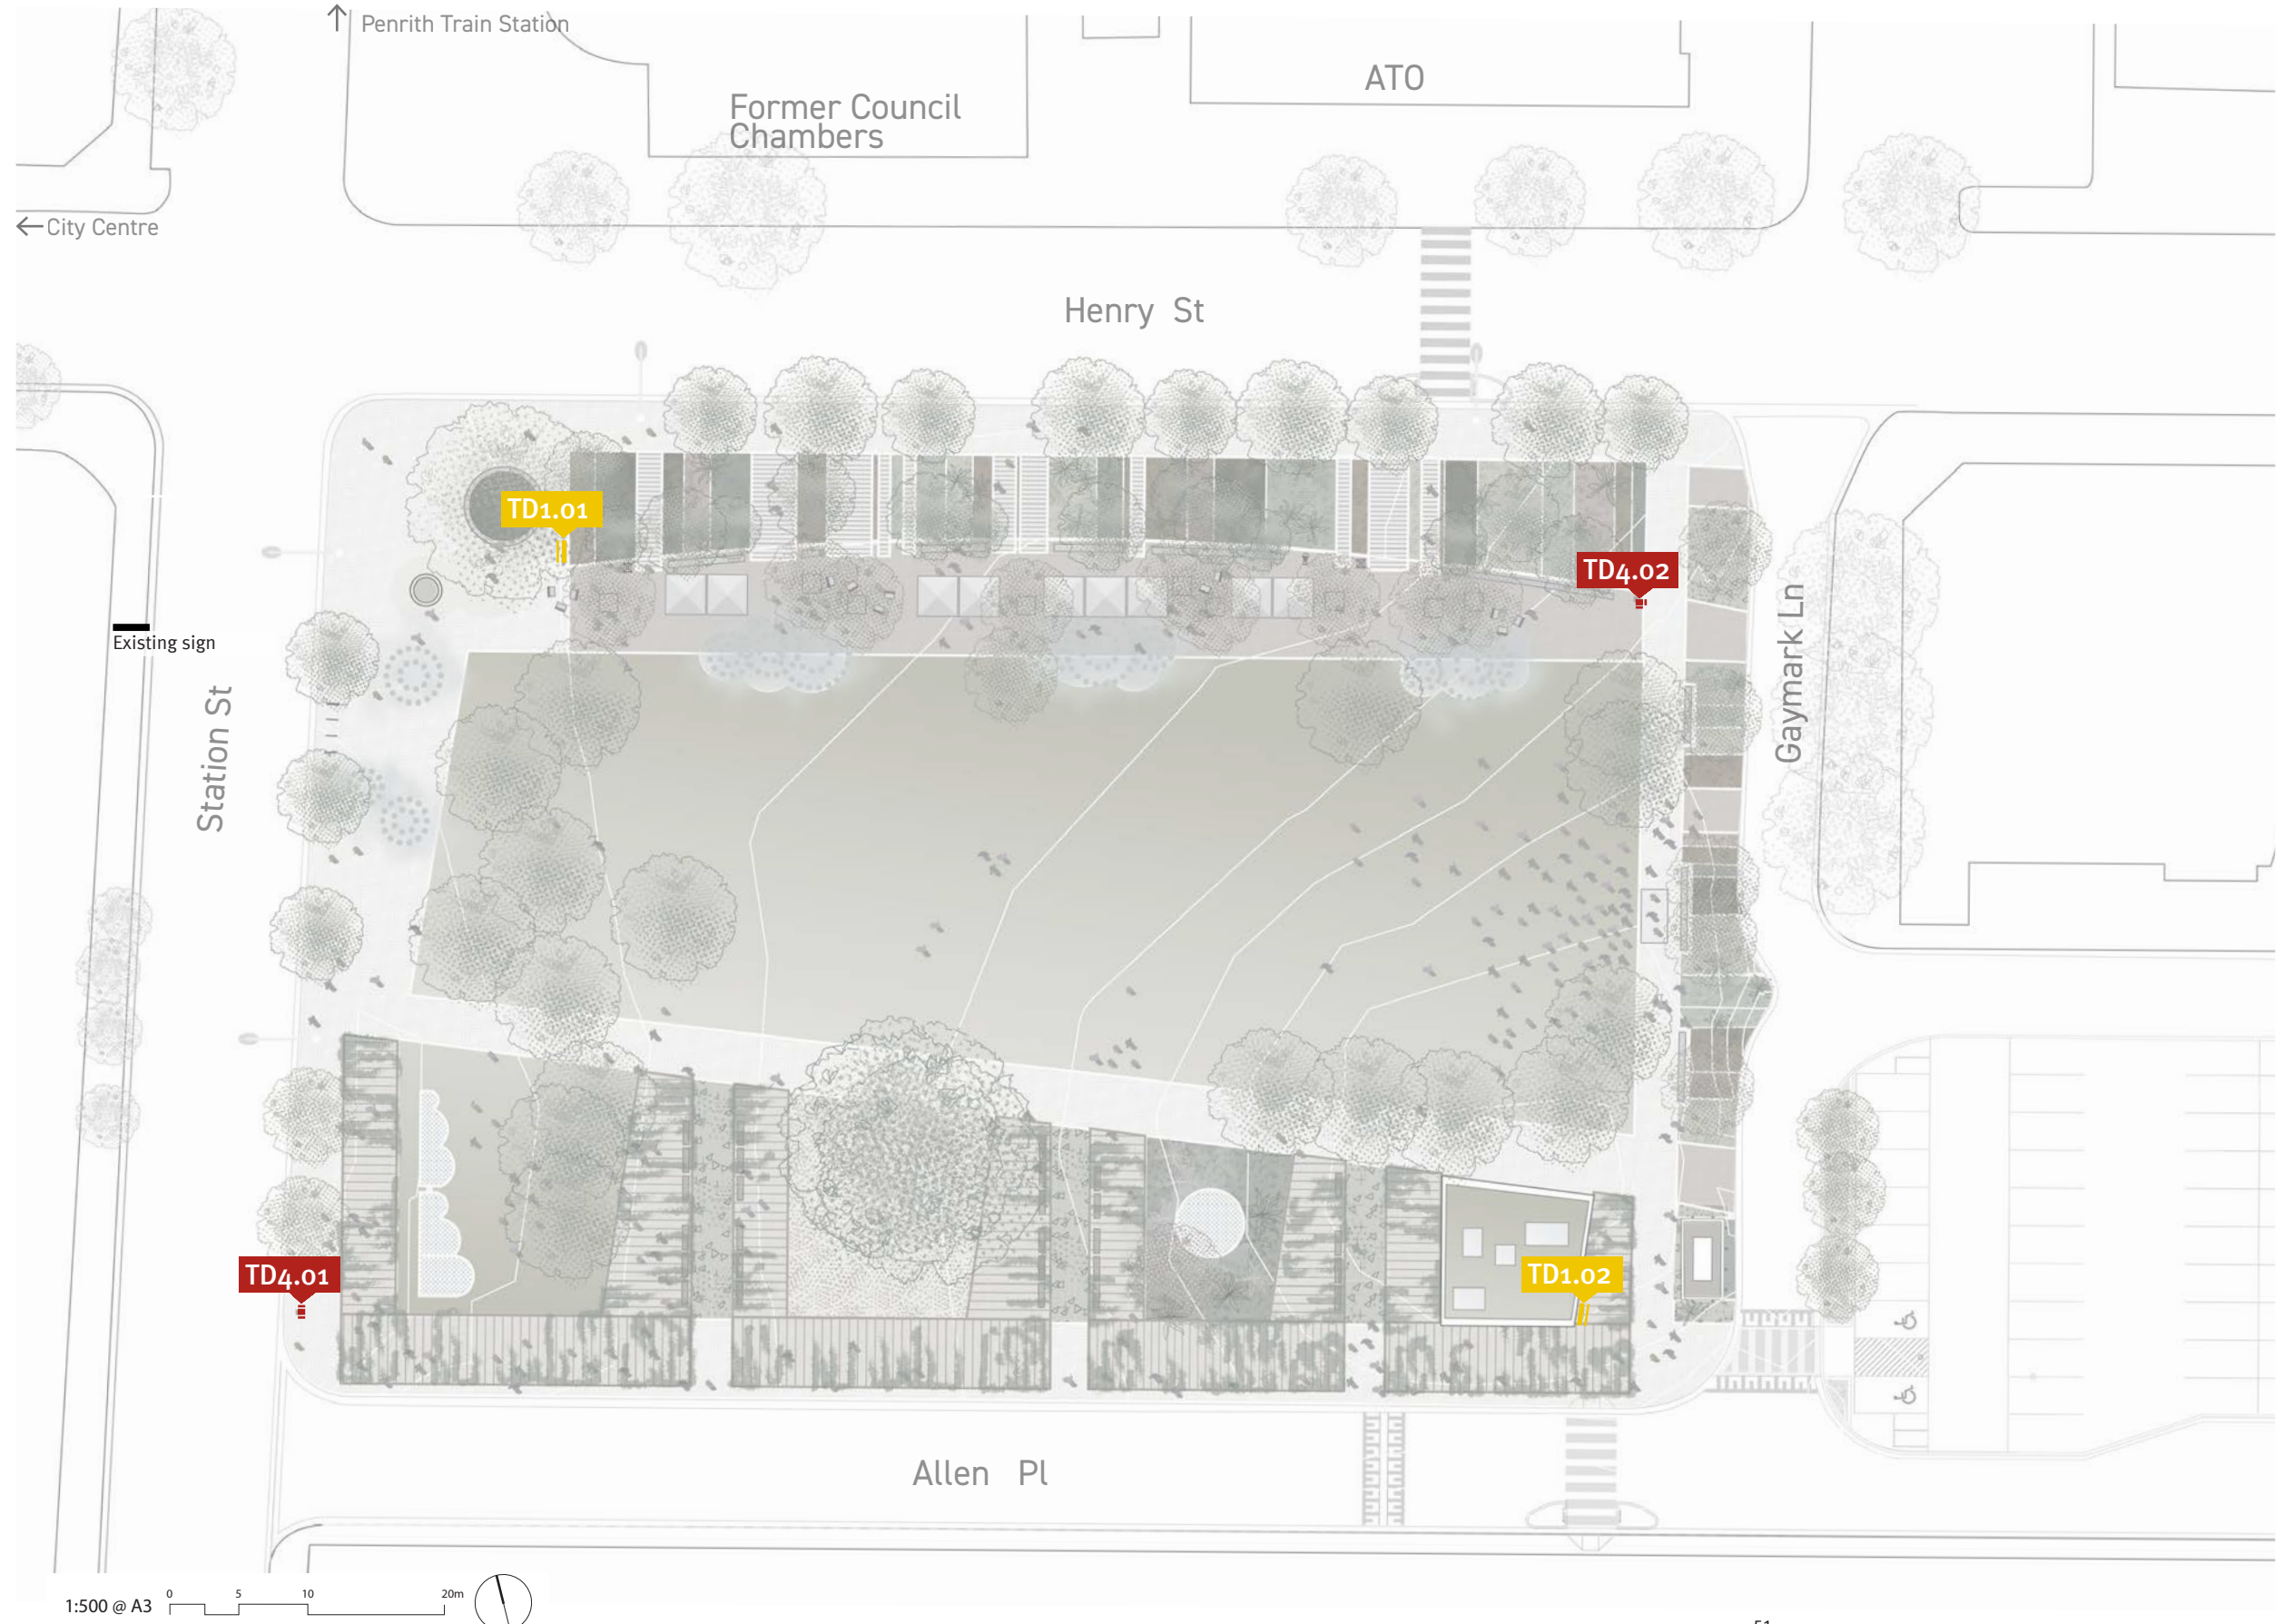 Penrith Train Station
ATO
Former Council
Chambers
City Centre
Henry St
TD1.01
TD4.02
Existing sign
Gaymark Ln
Station St
TD4.01
TD1.02
Allen Pl
1:500 @ A3
0 5 10 20m
51